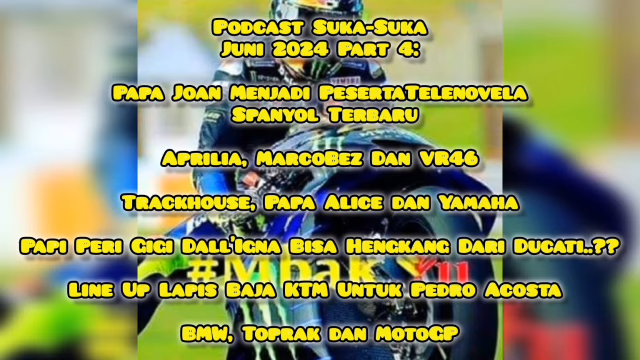 Podcast Suka-Suka
Juni 2024 Part 4:
Papa Joan Menjadi PesertaTelenovela
Spanyol Terbaru
Aprilia, MarcoBez Dan VR46
Trackhouse, Papa Alice dan Yamaha
Papi Peri Gigi Dall'Igna Bisa Hengkang Dari Ducati..??
#Mbak Yu
Line Up Lapis Baja KTM Untuk Pedro Acosta
BMW, Toprak dan MotoGP